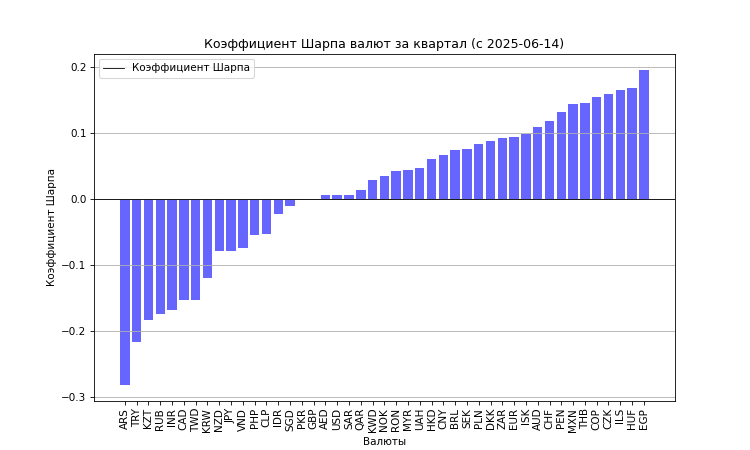 Коэффициент Шарпа валют за квартал (с 2025-06-14)
Коэффициент Шарпа
Коэффициент Шарпа
0.2
0.1
0.0
−0.1
−0.2
−0.3
ARS TRY KZT RUB INR CAD TWD KRW NZD JPY VND PHP CLP IDR SGD PKR GBP AED USD SAR QAR KWD NOK RON MYR UAH HKD CNY BRL SEK PLN DKK ZAR EUR ISK AUD CHF PEN MXN THB COP CZK ILS HUF EGP
Валюты